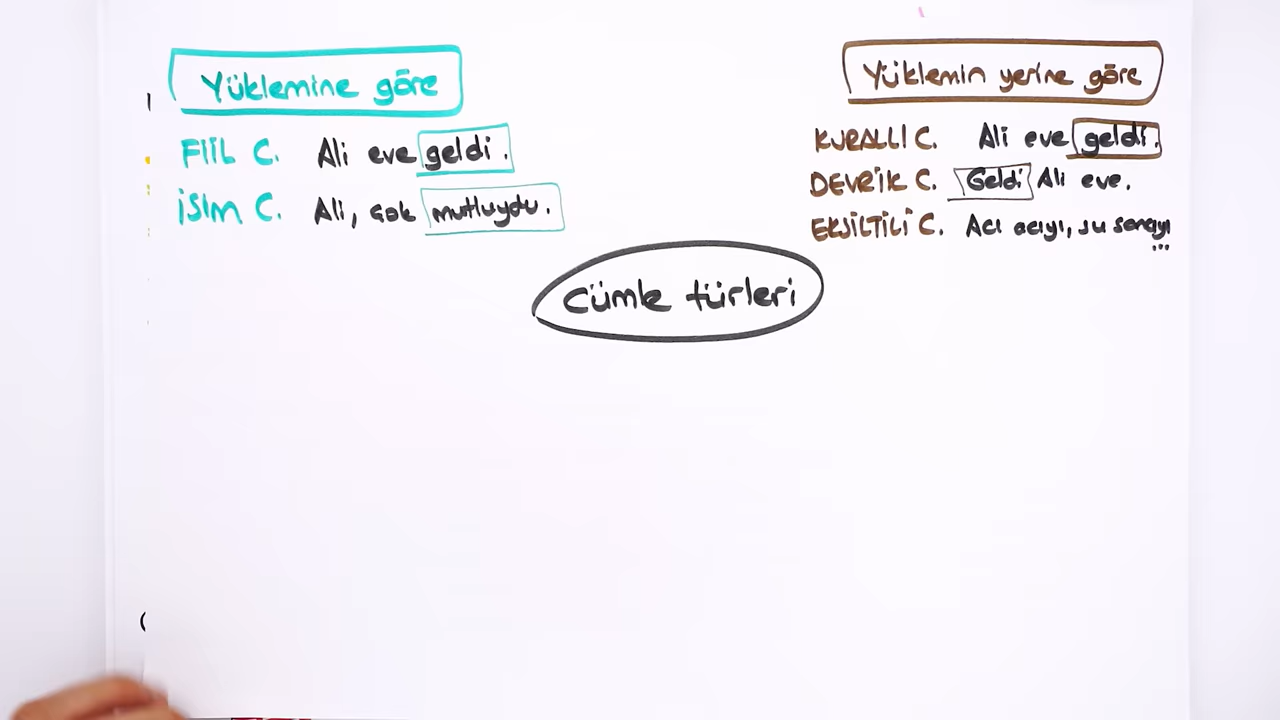 Yüklemine göre
FİİL C. Ali eve geldi.
İSİM C. Ali, çok mutluydu.
Yüklemin yerine göre
KURALLI C. Ali eve geldi.
DEVRİK C. Geldi Ali eve.
EKSİLTİLİ C. Acı acıyı, su sancıyı
...
Cümle türleri